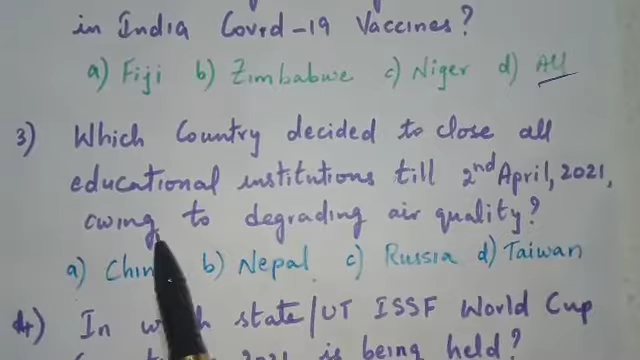 in India Covid-19 Vaccines?
a) Fiji b) Zimbabwe c) Niger d) All
3) Which Country decided to close all
educational institutions till 2nd April, 2021,
owing to degrading air quality?
a) Chin b) Nepal c) Russia d) Taiwan
4) In state/UT ISSF World Cup
2021 is being held?